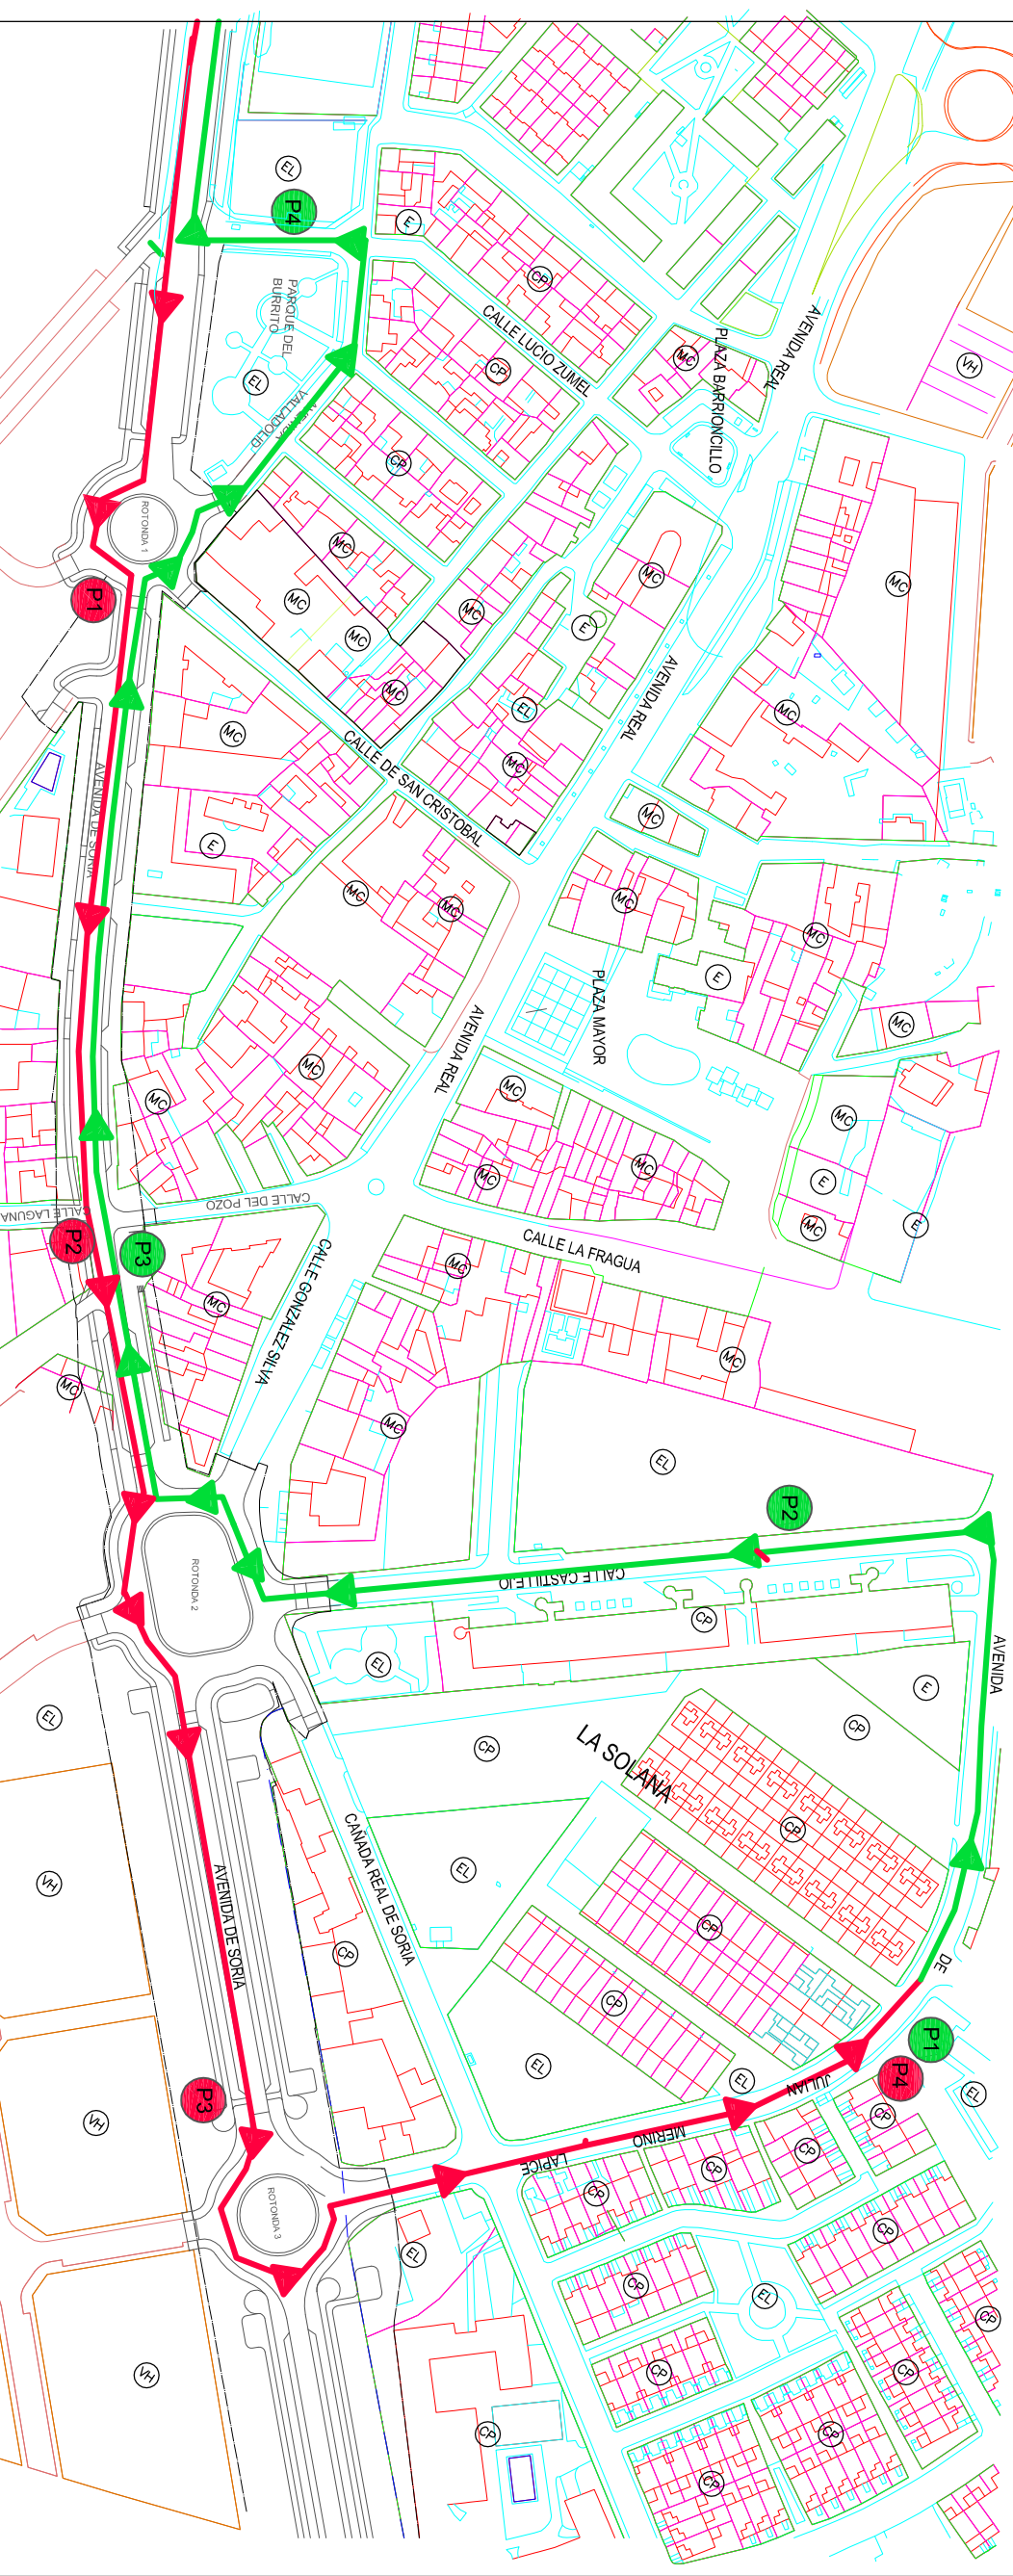 EL
P4
E
CP
PARQUE DEL
BURRITO
EL
AVENIDA
VALLADOLID
CALLE LUCIO ZUMEL
CP
MC
PLAZA BARRIONCILLO
AVENIDA REAL
VH
CP
ROTONDA 1
P1
MC
MC
MC
MC
MC
MC
E
MC
MC
EL
MC
AVENIDA REAL
MC
MC
CALLE DE SAN CRISTOBAL
AVENIDA DE SORIA
E
MC
MC
MC
MC
E
MC
MC
PLAZA MAYOR
AVENIDA REAL
MC
MC
MC
MC
MC
MC
E
MC
E
CALLE LAGUNA
CALLE DEL POZO
P2
P3
CALLE GONZALEZ SILVA
CALLE LA FRAGUA
MC
MC
MC
MC
MC
EL
P2
CALLE CASTILLEJO
ROTONDA 2
CP
EL
AVENIDA
E
CP
EL
CP
LA SOLANA
CP
VH
CAÑADA REAL DE SORIA
EL
AVENIDA DE SORIA
CP
CP
DE
CP
EL
EL
JULIAN
P1
P4
EL
VH
P3
MERINO
LAPICE
CP
CP
CP
CP
ROTONDA 3
EL
CP
CP
EL
CP
CP
CP
VH
CP
CP
CP
CP